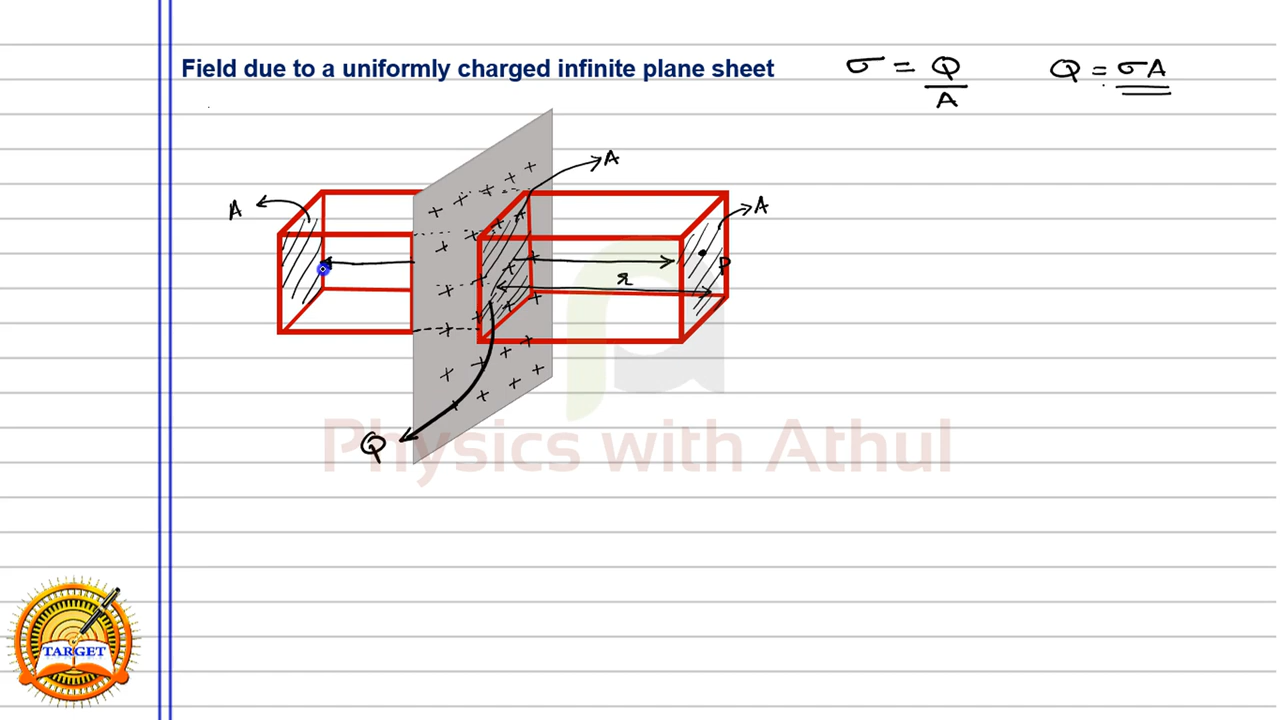 Field due to a uniformly charged infinite plane sheet
σ = Q/A
Q = σA
A
A
A
P
r
Q
Physics with Athul
TARGET